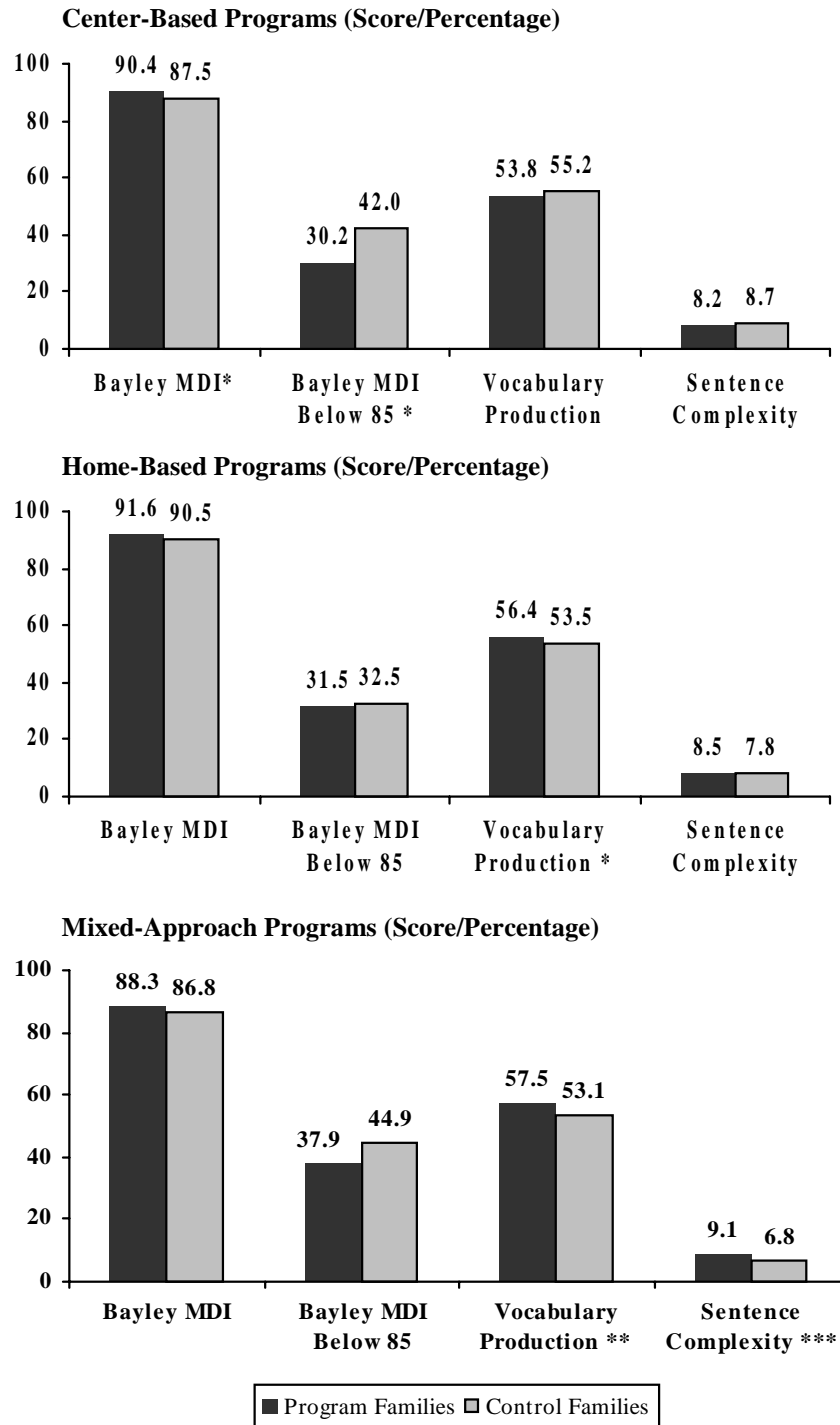 Center-Based Programs (Score/Percentage)
100
80
60
40
20
0
90.4 87.5
30.2 42.0
53.8 55.2
8.2 8.7
Bayley MDI*
Bayley MDI
Below 85 *
Vocabulary
Production
Sentence
Complexity
Home-Based Programs (Score/Percentage)
100
80
60
40
20
0
91.6 90.5
31.5 32.5
56.4 53.5
8.5 7.8
Bayley MDI
Bayley MDI
Below 85
Vocabulary
Production *
Sentence
Complexity
Mixed-Approach Programs (Score/Percentage)
100
80
60
40
20
0
88.3 86.8
37.9 44.9
57.5 53.1
9.1 6.8
Bayley MDI
Bayley MDI
Below 85
Vocabulary
Production **
Sentence
Complexity ***
Program Families Control Families